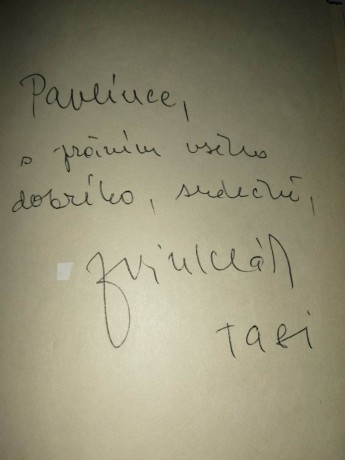 Pavlínce,
s přáním všeho
dobrého, srdečně,